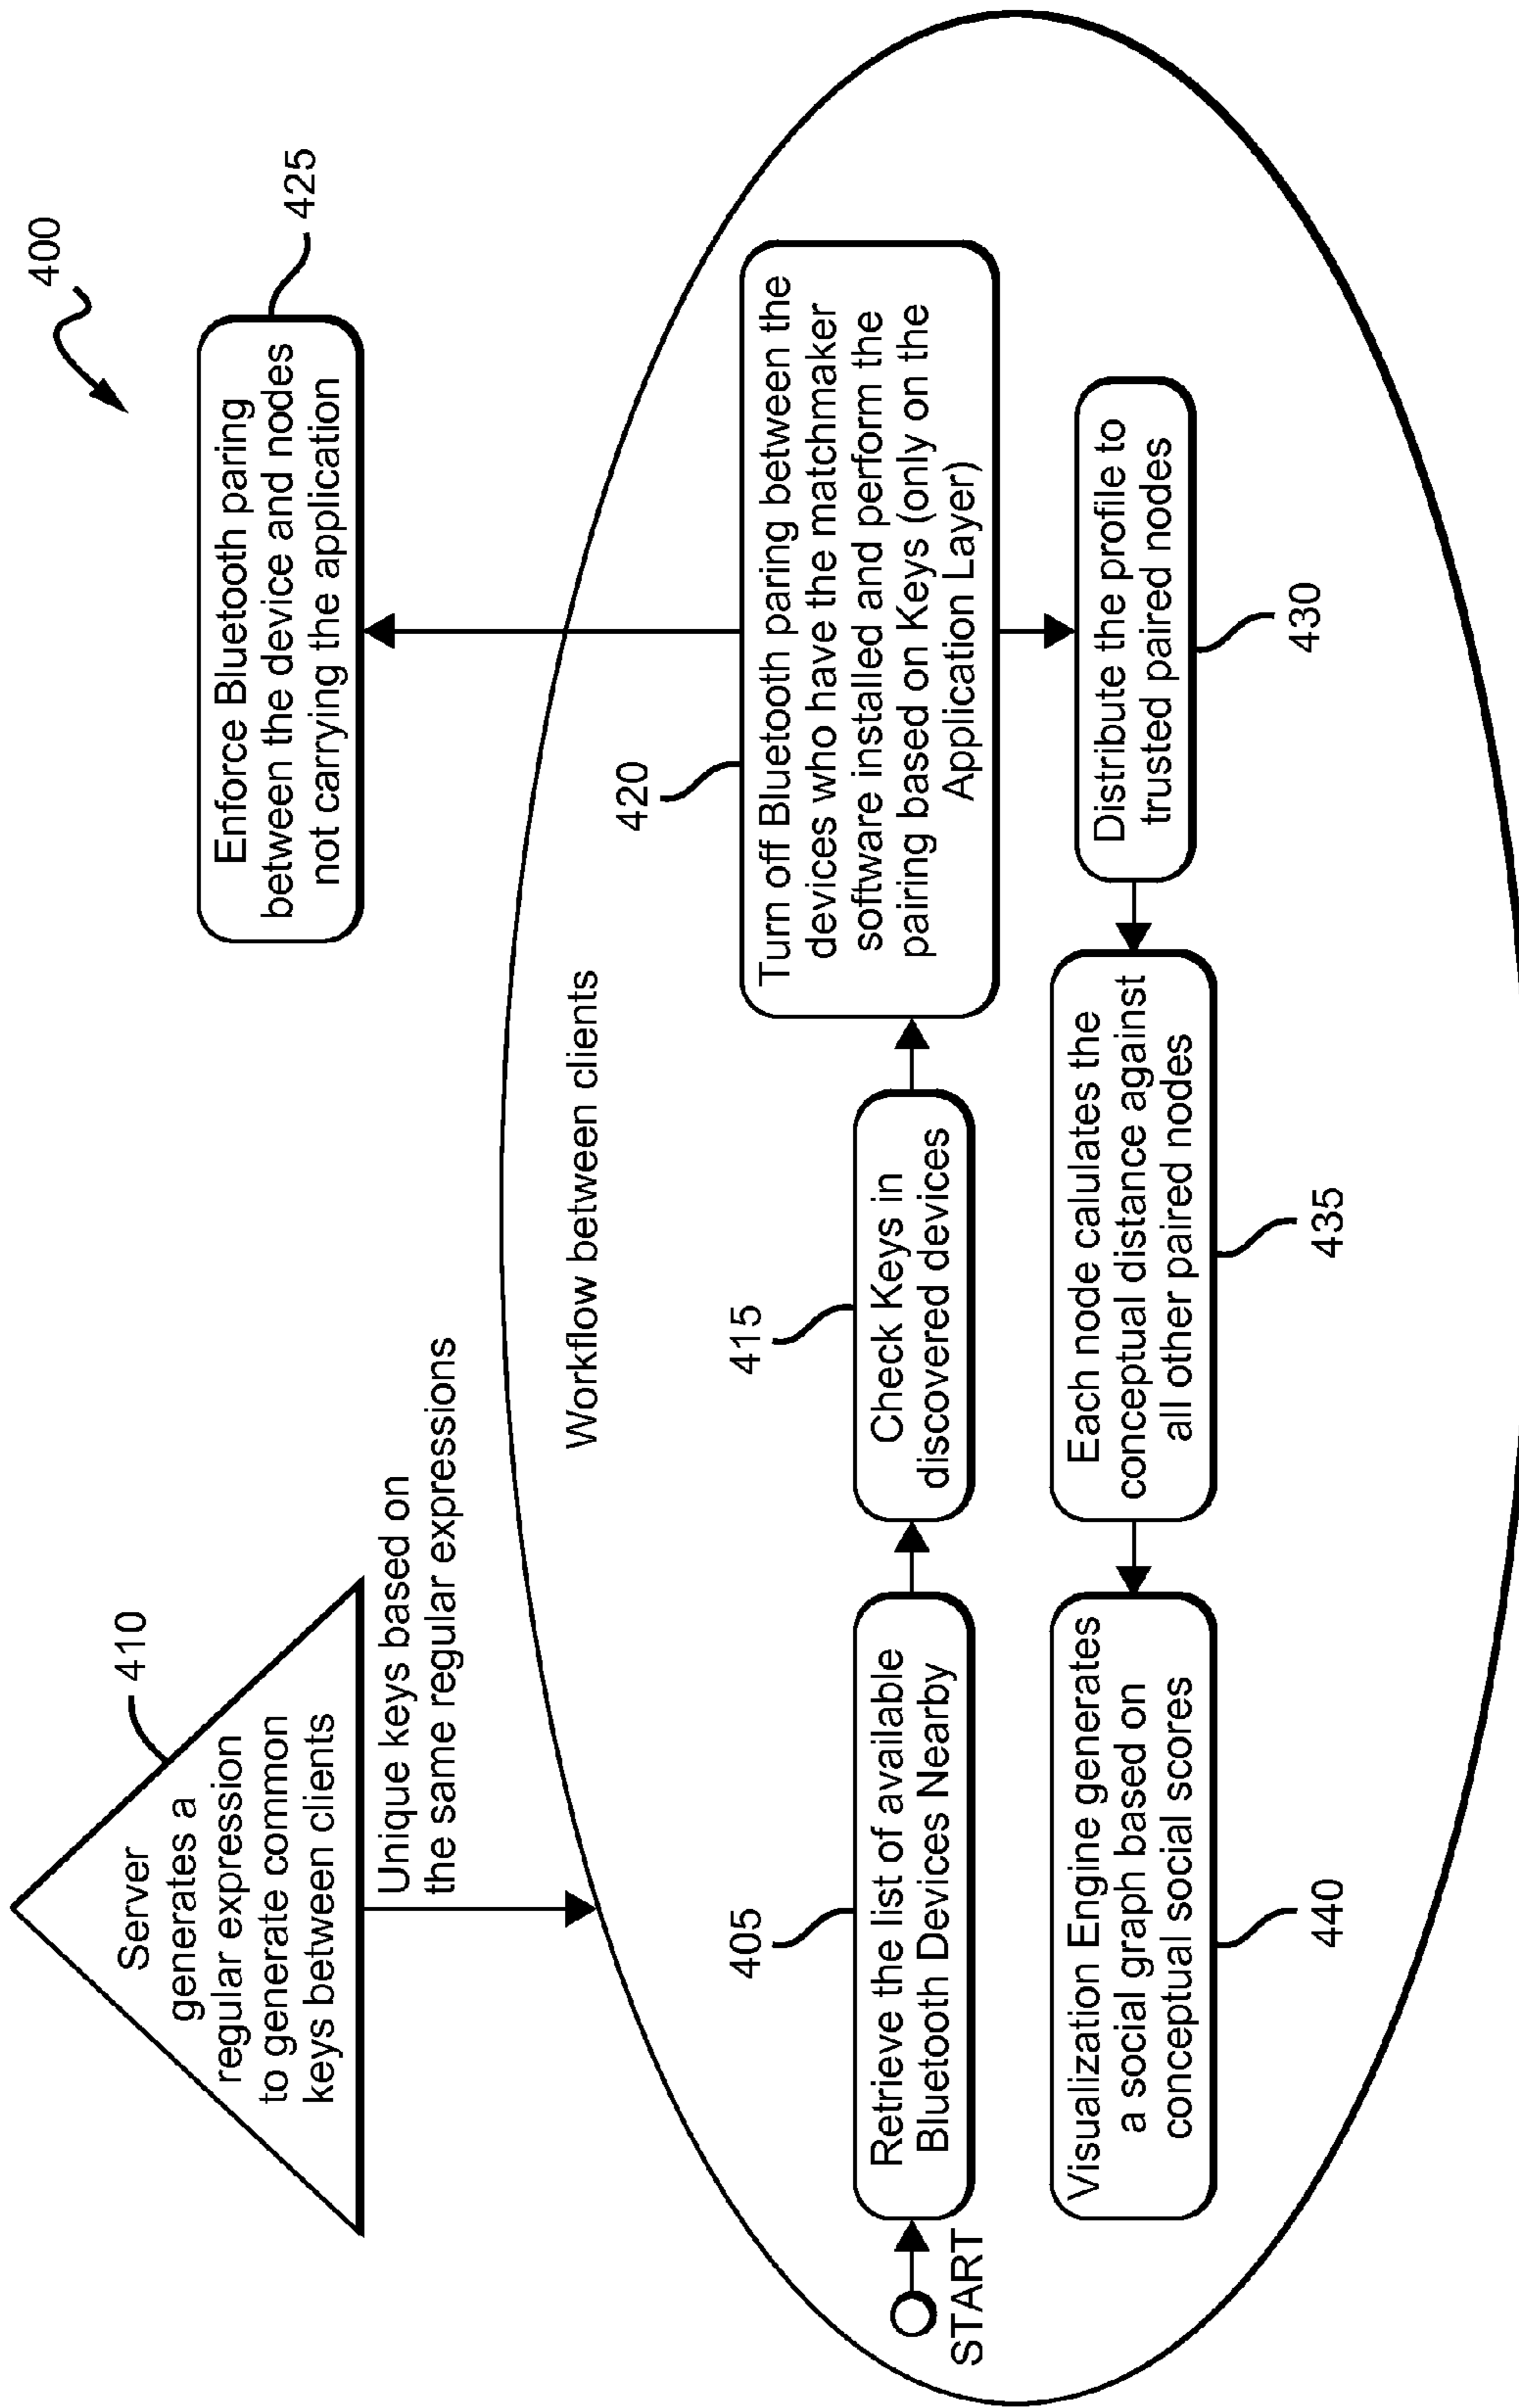 400
Server
generates a
regular expression
to generate common
keys between clients
410
Unique keys based on
the same regular expressions
Enforce Bluetooth paring
between the device and nodes
not carrying the application
425
Workflow between clients
START
405
Retrieve the list of available
Bluetooth Devices Nearby
415
Check Keys in
discovered devices
420
Turn off Bluetooth paring between the
devices who have the matchmaker
software installed and perform the
pairing based on Keys (only on the
Application Layer)
Distribute the profile to
trusted paired nodes
430
Each node calulates the
conceptual distance against
all other paired nodes
435
Visualization Engine generates
a social graph based on
conceptual social scores
440